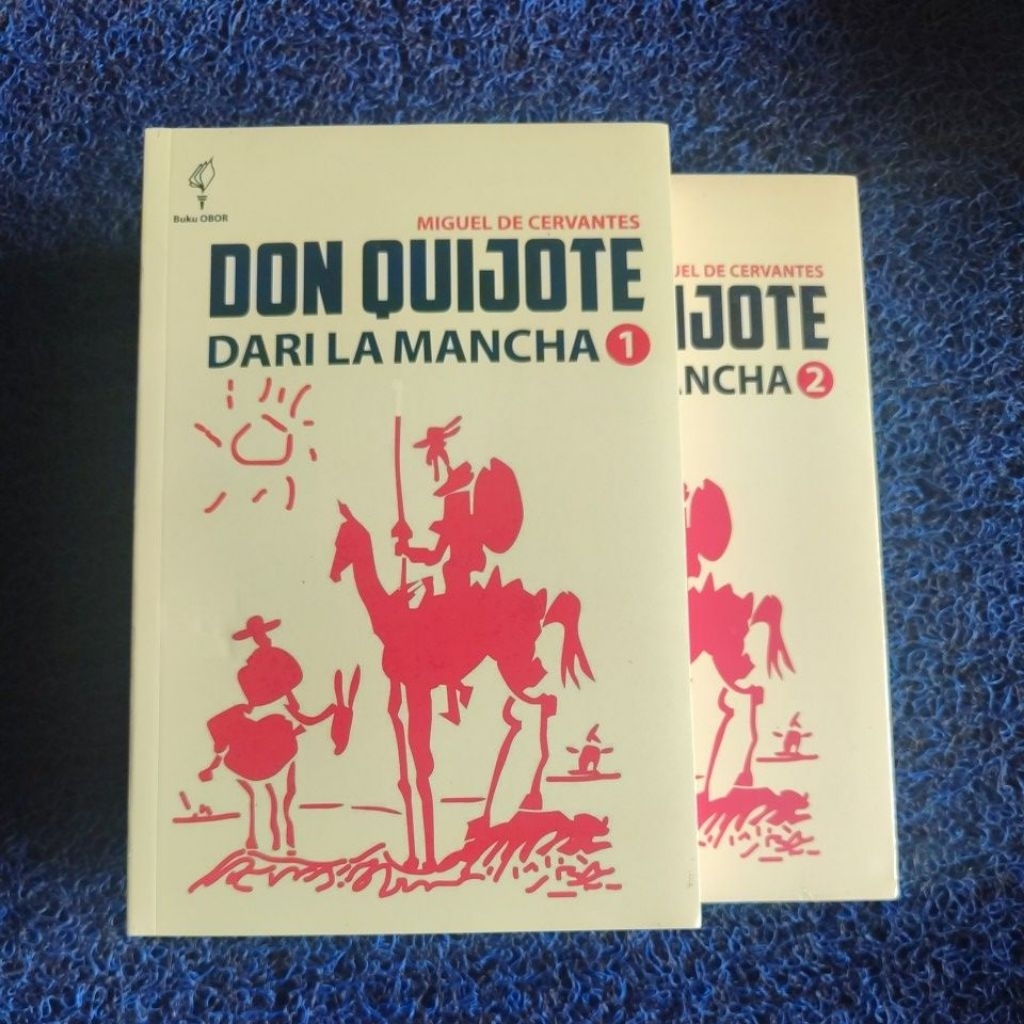 Buku OBOR
MIGUEL DE CERVANTES
DON QUIJOTE
DARI LA MANCHA 1
UEL DE CERVANTES
IJOTE
NCHA 2